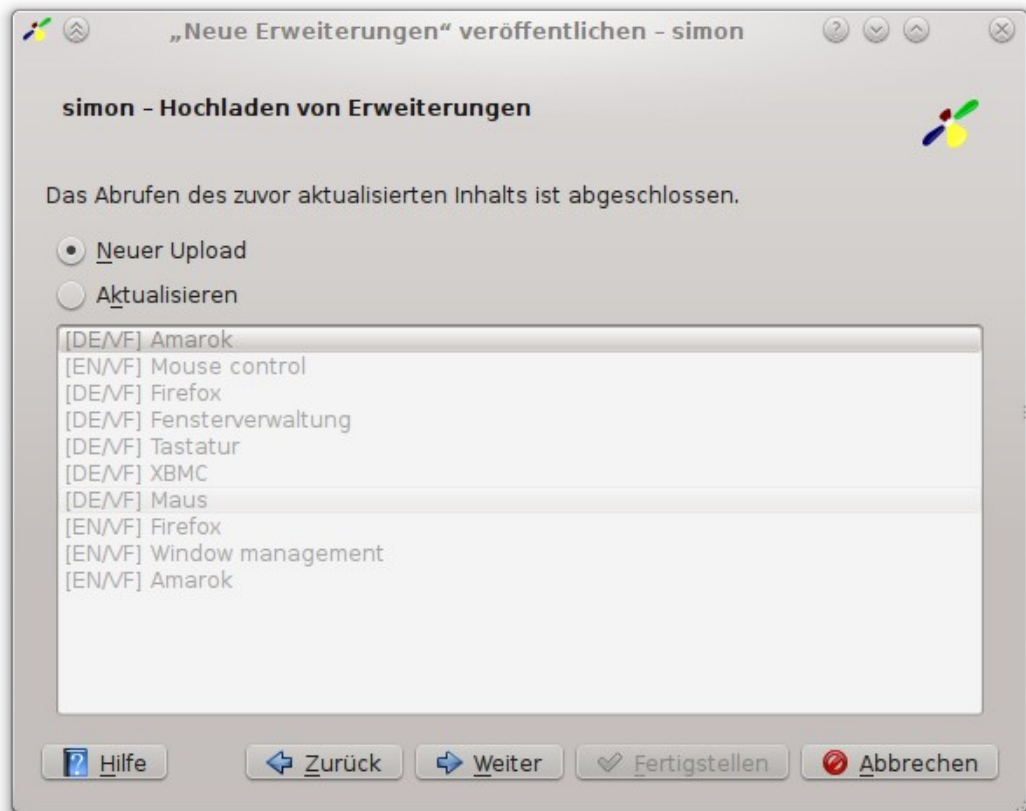 „Neue Erweiterungen“ veröffentlichen – simon
simon – Hochladen von Erweiterungen
Das Abrufen des zuvor aktualisierten Inhalts ist abgeschlossen.
Neuer Upload
Aktualisieren
[DE/VF] Amarok
[EN/VF] Mouse control
[DE/VF] Firefox
[DE/VF] Fensterverwaltung
[DE/VF] Tastatur
[DE/VF] XBMC
[DE/VF] Maus
[EN/VF] Firefox
[EN/VF] Window management
[EN/VF] Amarok
Hilfe Zurück Weiter Fertigstellen Abbrechen